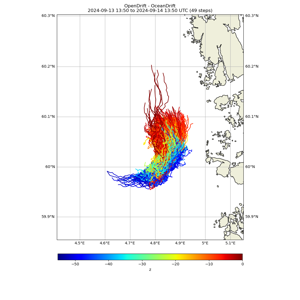 OpenDrift - OceanDrift
2024-09-13 13:50 to 2024-09-14 13:50 UTC (49 steps)
60.3°N
60.3°N
60.2°N
60.2°N
60.1°N
60.1°N
60°N
60°N
59.9°N
59.9°N
4.5°E
4.6°E
4.7°E
4.8°E
4.9°E
5°E
5.1°E
−50
−40
−30
−20
−10
0
z